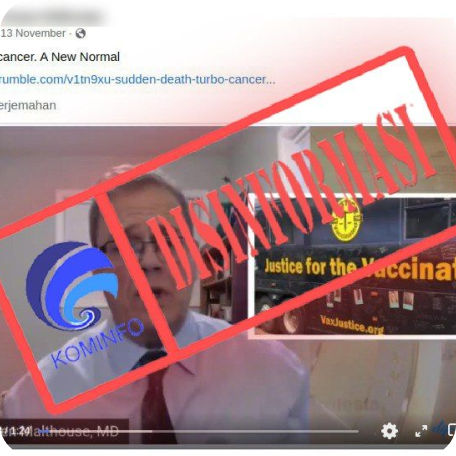 13 November ·
cancer. A New Normal
rumble.com/v1tn9xu-sudden-death-turbo-cancer...
erjemahan
DISINFORMASI
Justice for the Vaccinat
VaxJustice.org
KOMINFO
/ 1:24
Malthouse, MD